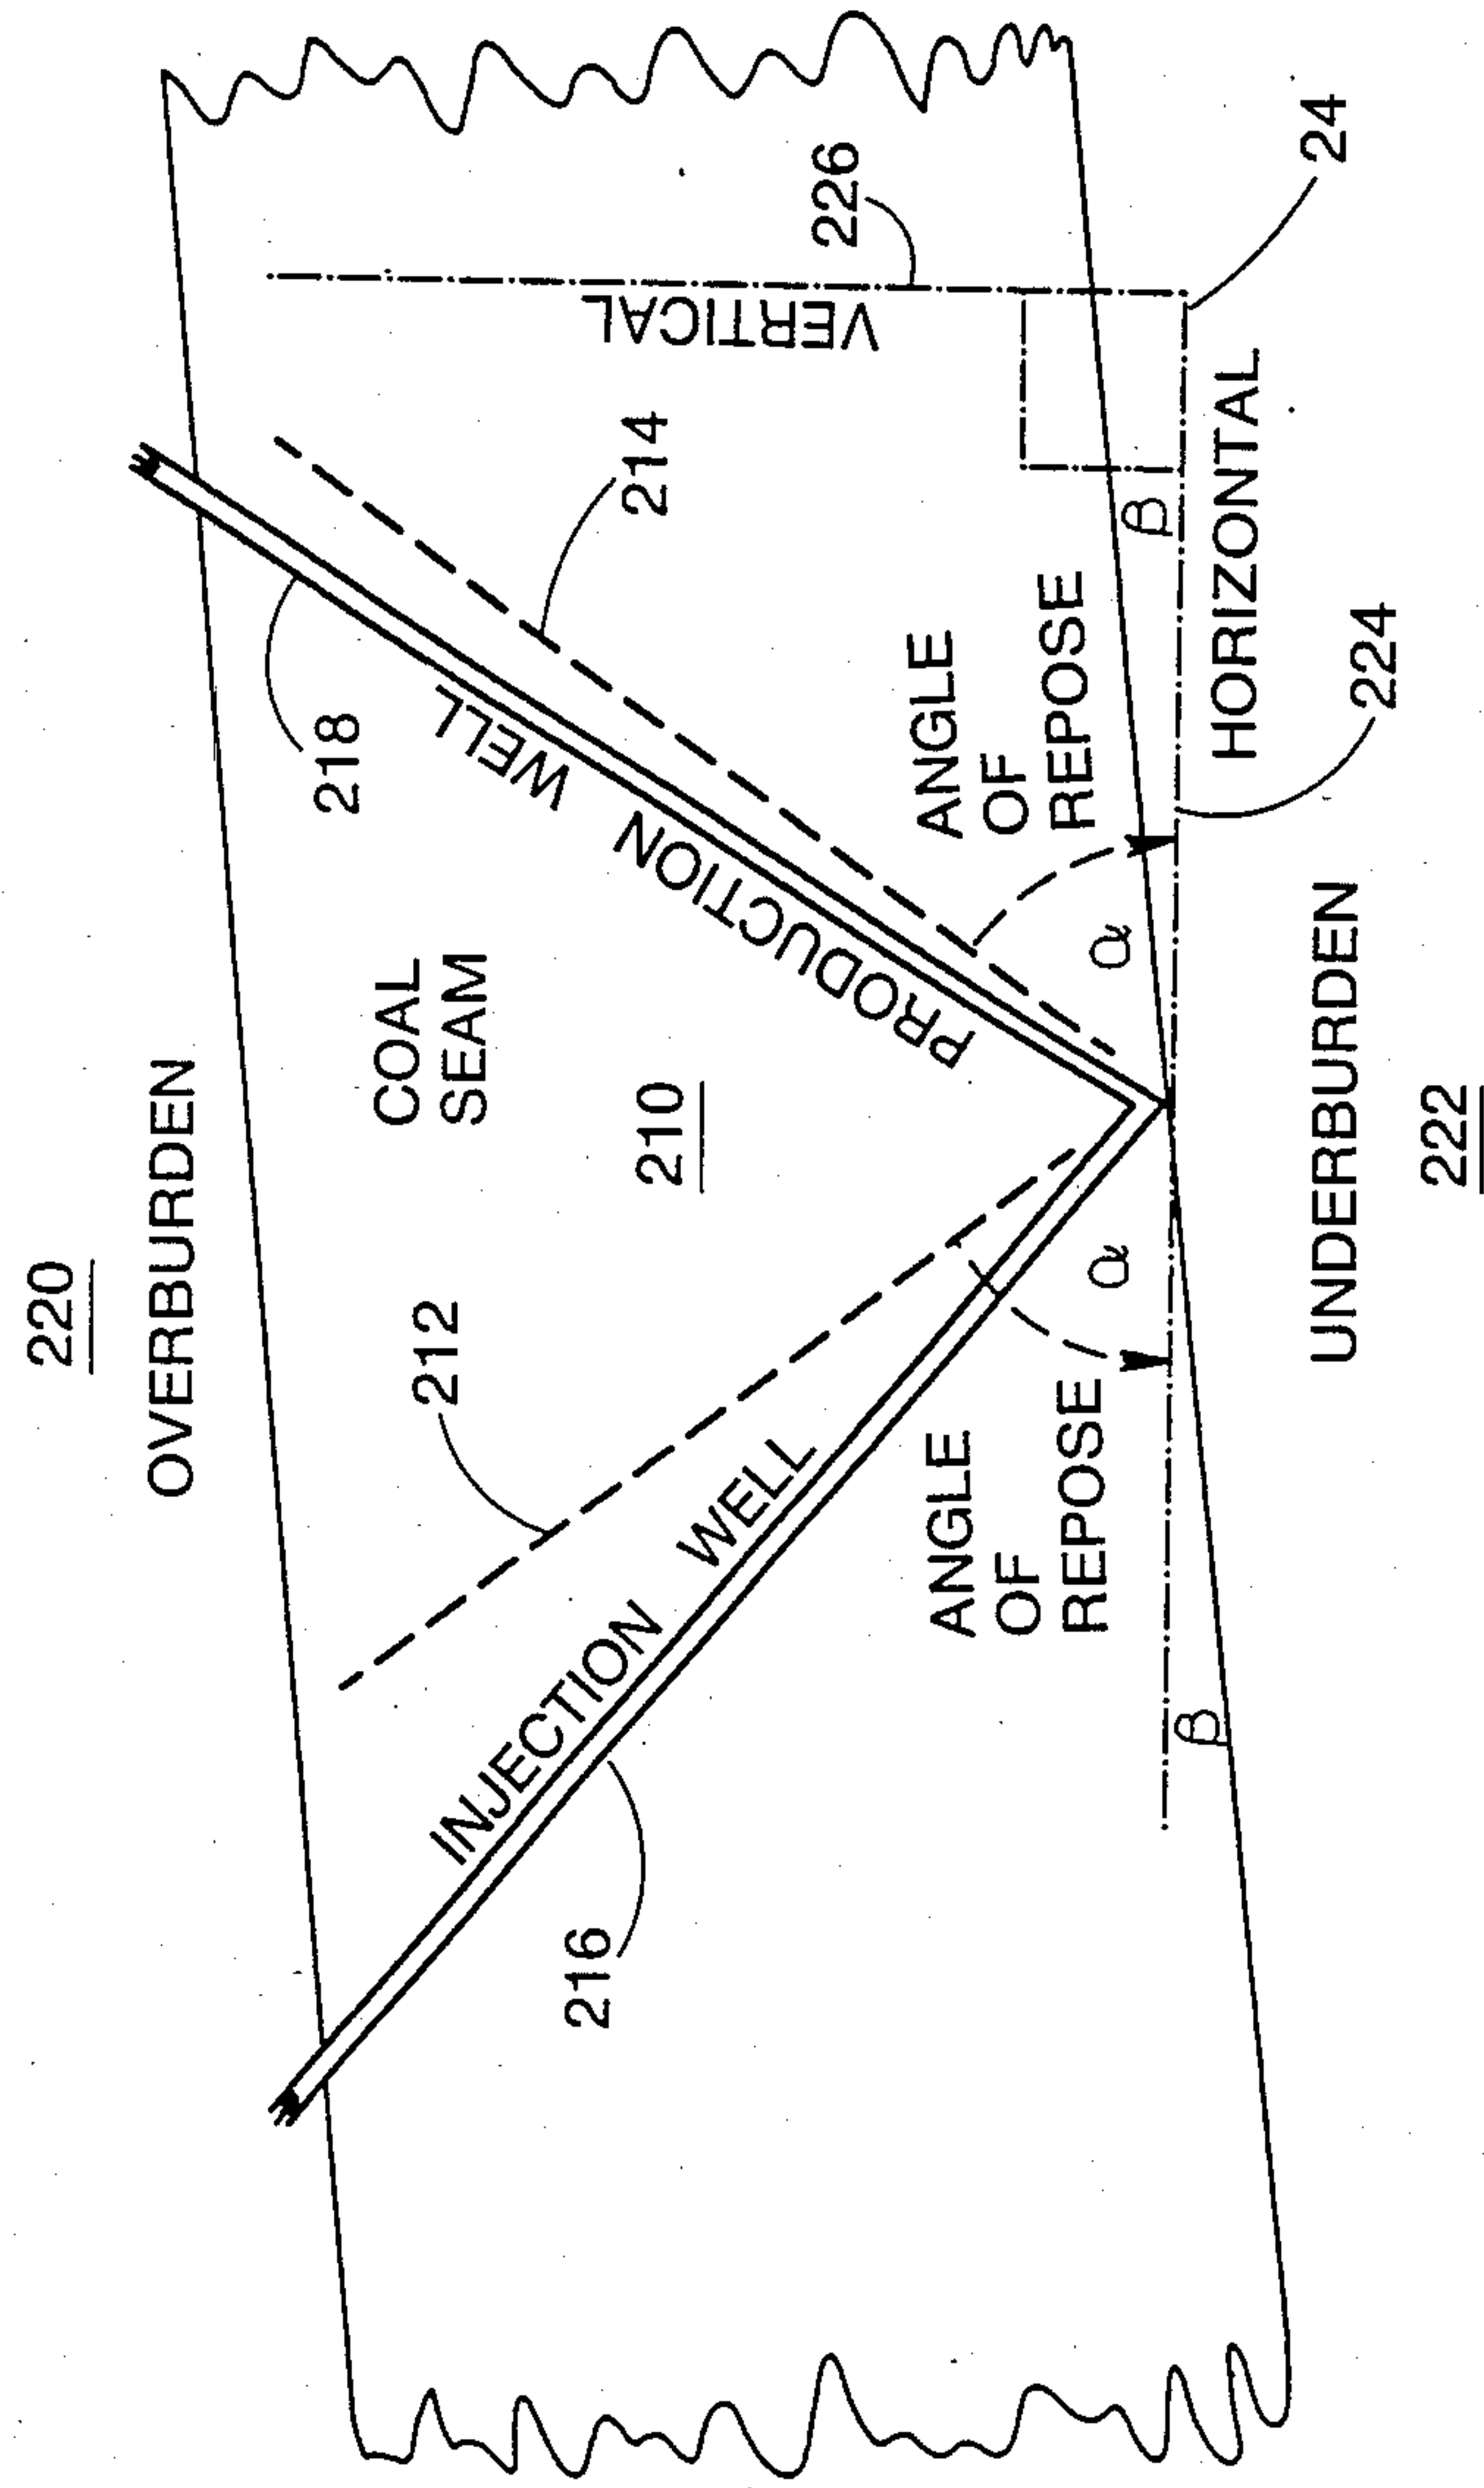 220
OVERBURDEN
COAL
SEAM
210
212
214
218
216
226
INJECTION WELL
PRODUCTION WELL
VERTICAL
ANGLE
OF
REPOSE
α
β
ANGLE
OF
REPOSE
α
β
24
HORIZONTAL
224
UNDERBURDEN
222